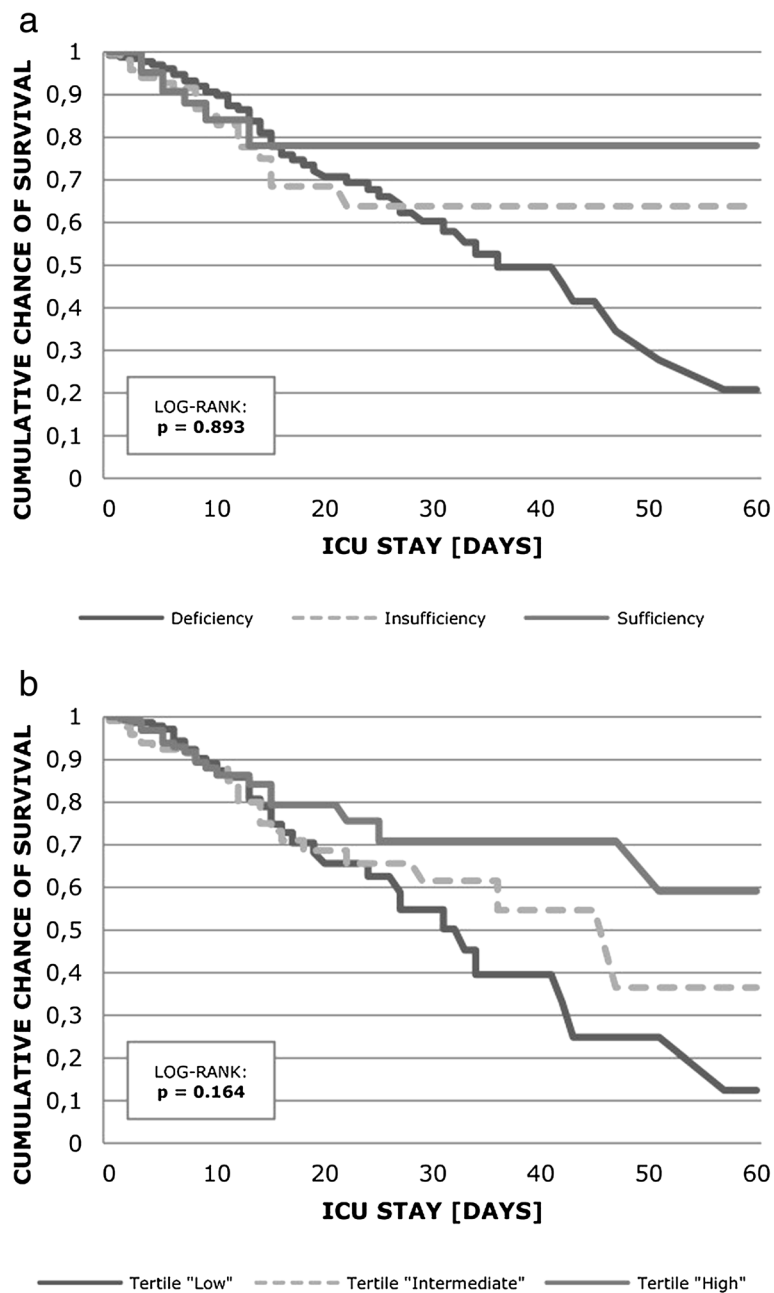 a
CUMULATIVE CHANCE OF SURVIVAL
1
0,9
0,8
0,7
0,6
0,5
0,4
0,3
0,2
0,1
0
LOG-RANK:
p = 0.893
0 10 20 30 40 50 60
ICU STAY [DAYS]
Deficiency Insufficiency Sufficiency
b
CUMULATIVE CHANCE OF SURVIVAL
1
0,9
0,8
0,7
0,6
0,5
0,4
0,3
0,2
0,1
0
LOG-RANK:
p = 0.164
0 10 20 30 40 50 60
ICU STAY [DAYS]
Tertile "Low" Tertile "Intermediate" Tertile "High"